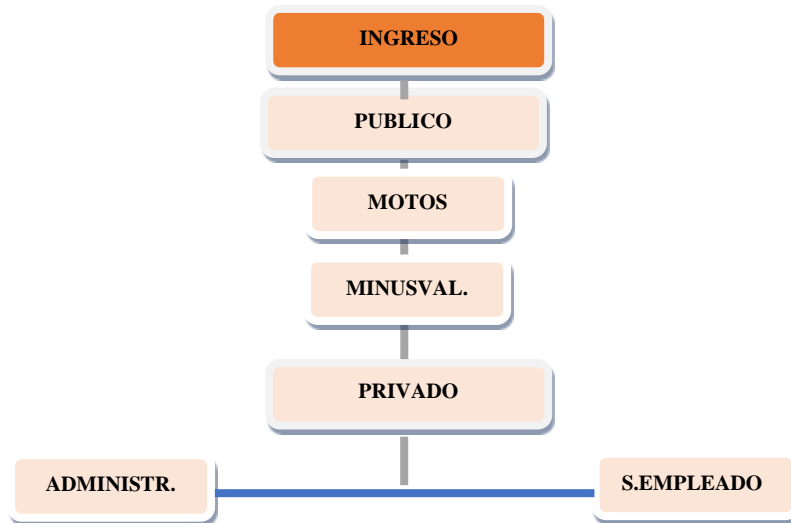 INGRESO
PUBLICO
MOTOS
MINUSVAL.
PRIVADO
ADMINISTR.
S.EMPLEADO